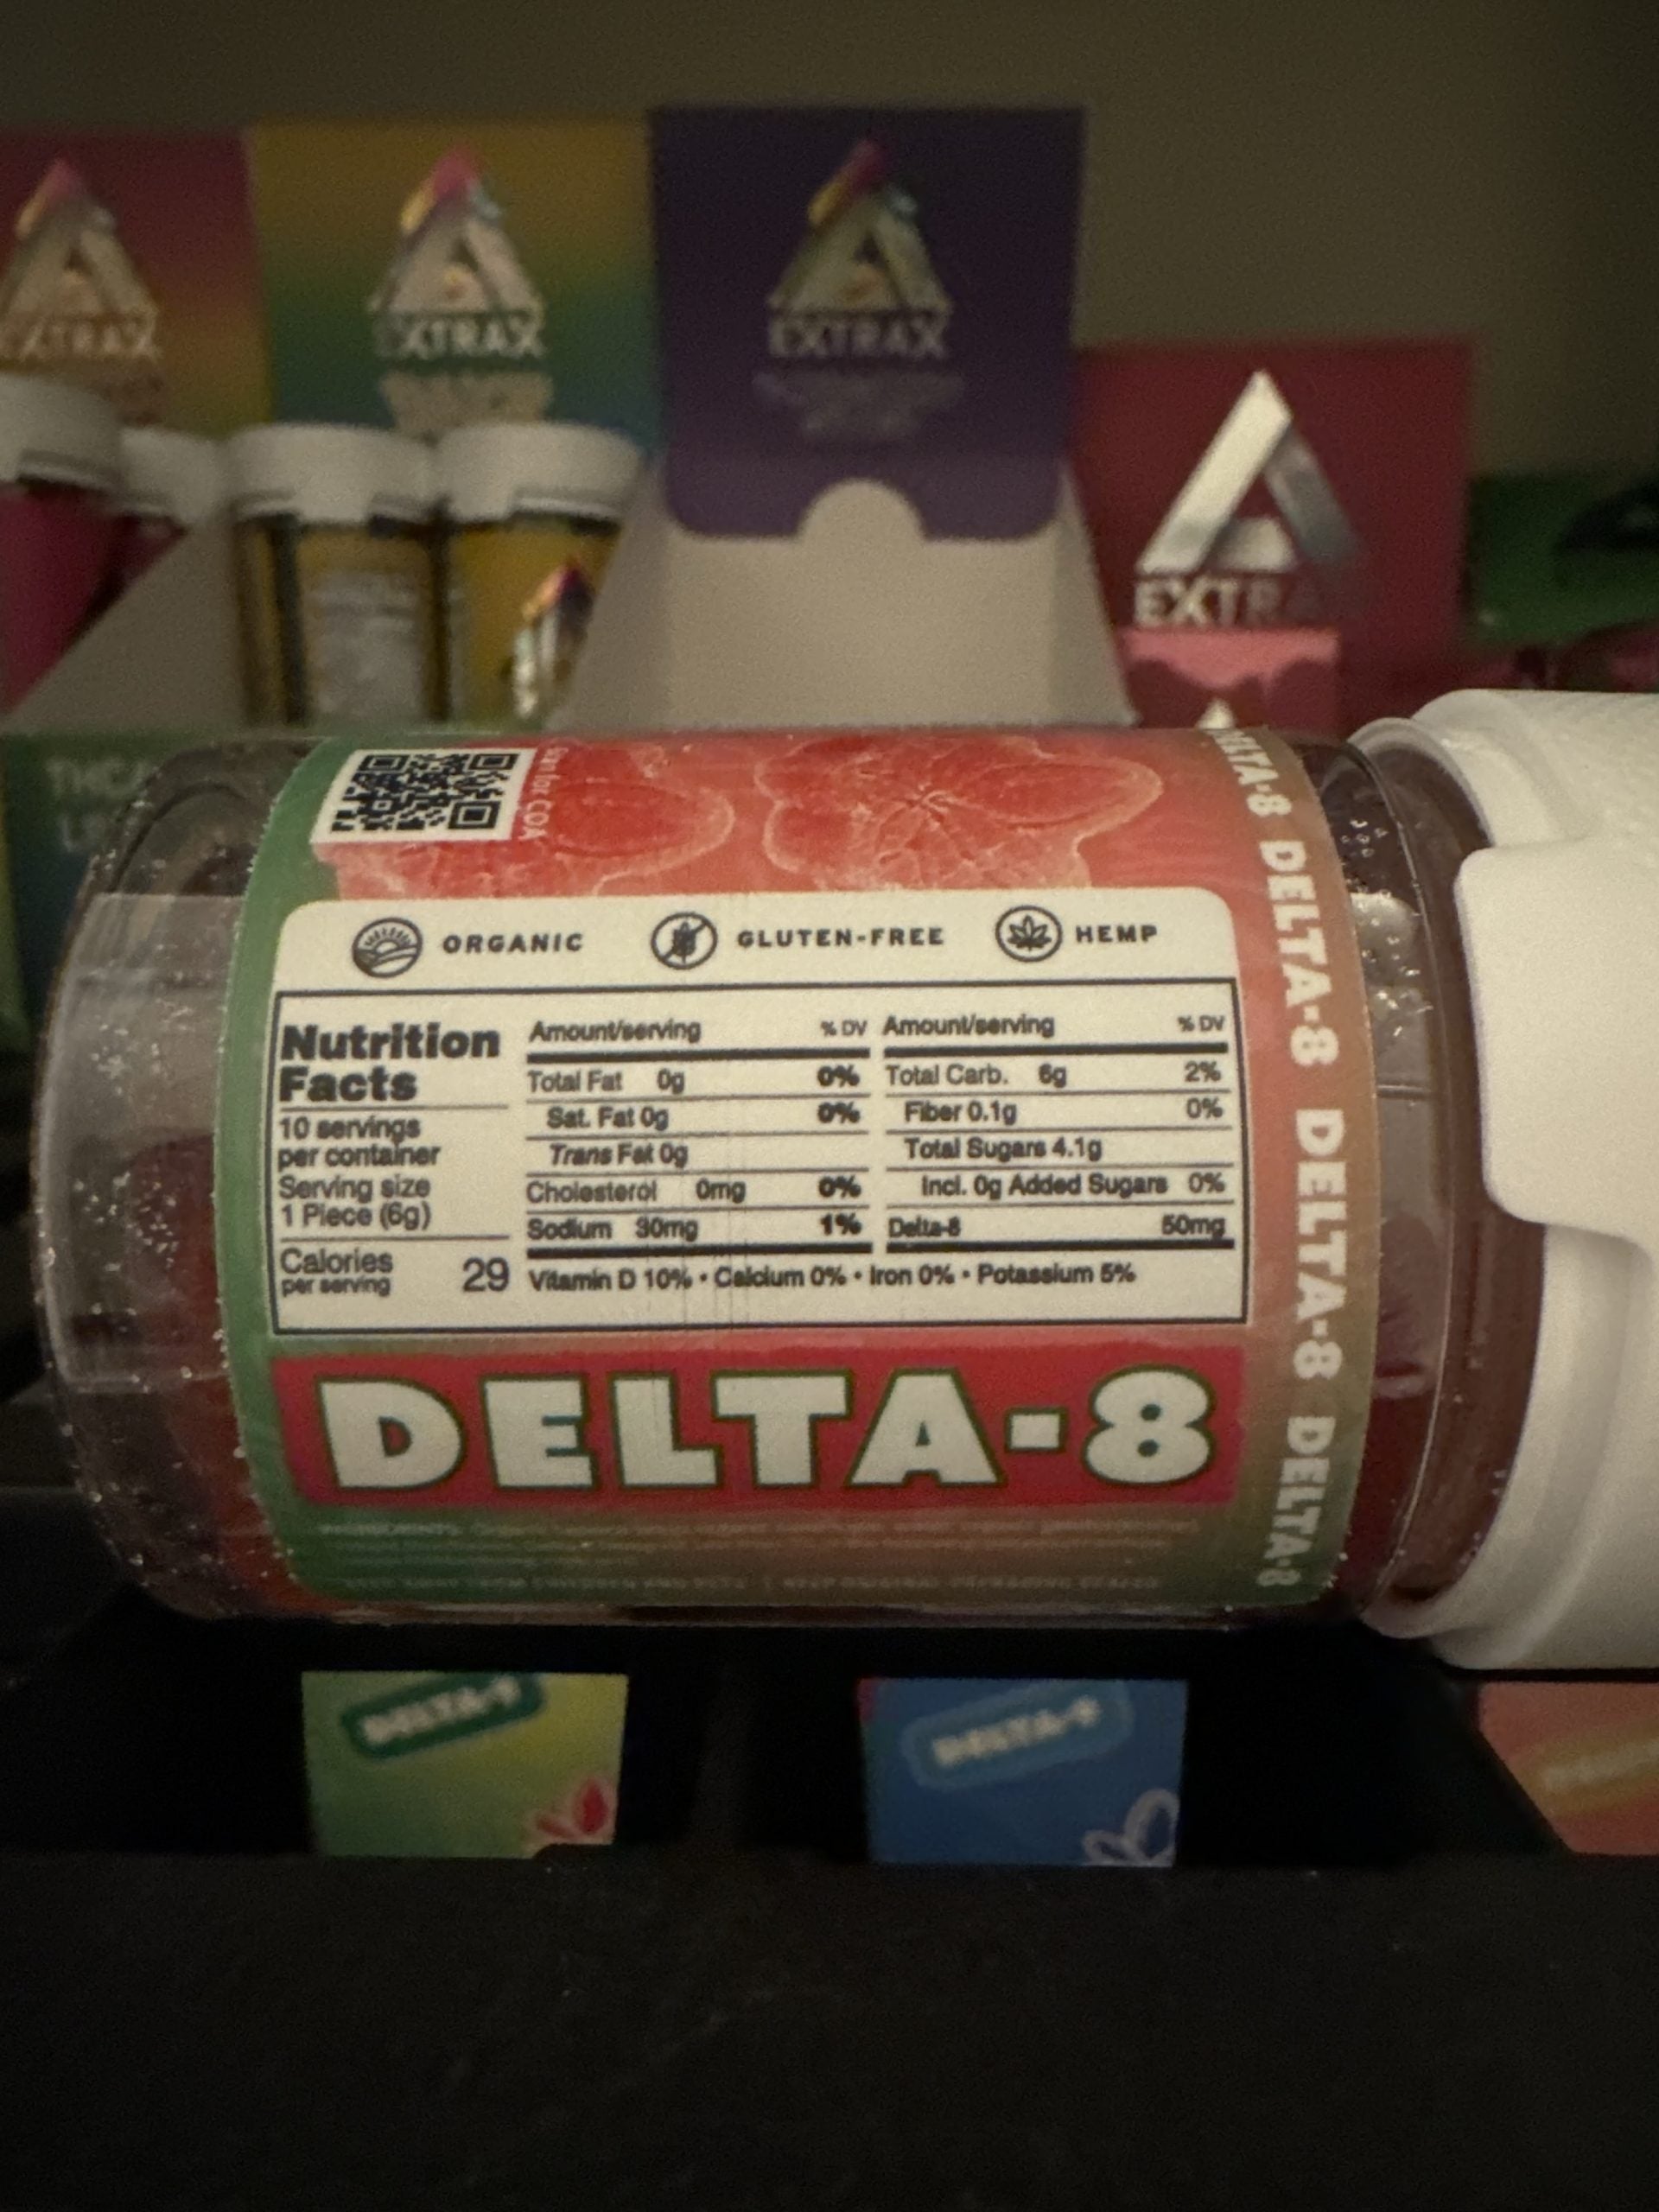 EXTRAX
EXTRAX
EXTRAX
EXTRAX
Scan for COA
ORGANIC GLUTEN-FREE HEMP
Nutrition
Facts
10 servings
per container
Serving size
1 Piece (6g)
Calories
per serving 29
Amount/serving % DV
Total Fat 0g 0%
Sat. Fat 0g 0%
Trans Fat 0g
Cholesterol 0mg 0%
Sodium 30mg 1%
Amount/serving % DV
Total Carb. 6g 2%
Fiber 0.1g 0%
Total Sugars 4.1g
Incl. 0g Added Sugars 0%
Delta-8 50mg
Vitamin D 10% • Calcium 0% • Iron 0% • Potassium 5%
DELTA-8
DELTA-8 DELTA-8 DELTA-8 DELTA-8
DELTA-9
DELTA-9